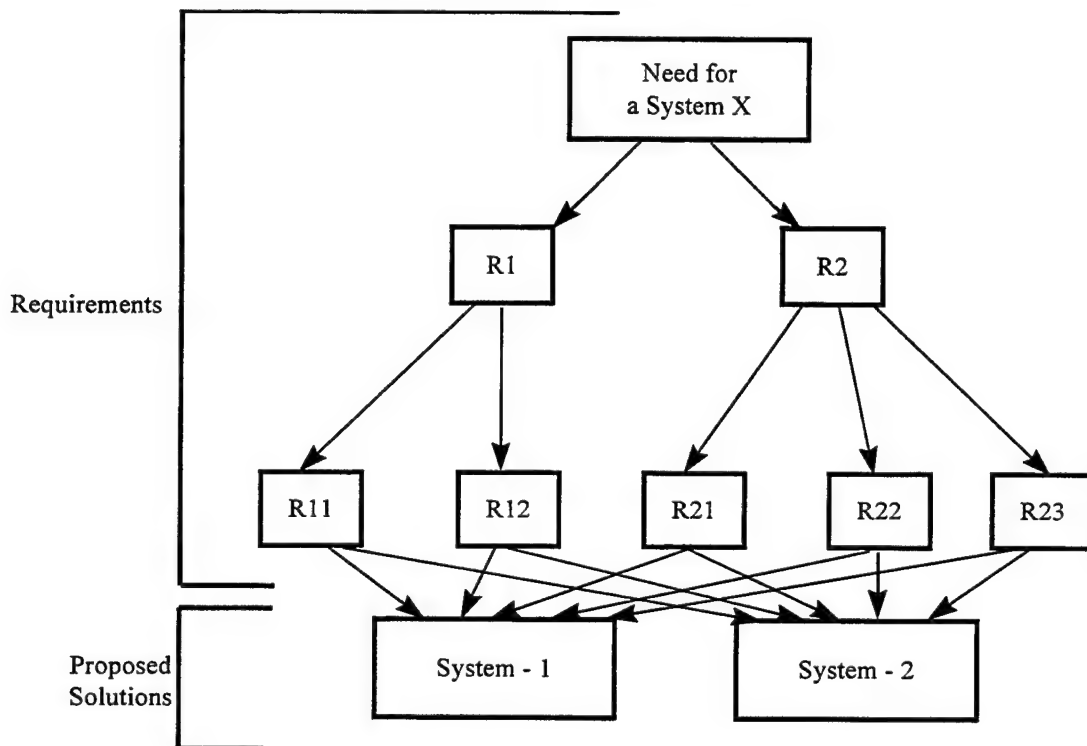 Need for
a System X
R1
R2
Requirements
R11
R12
R21
R22
R23
System - 1
System - 2
Proposed
Solutions